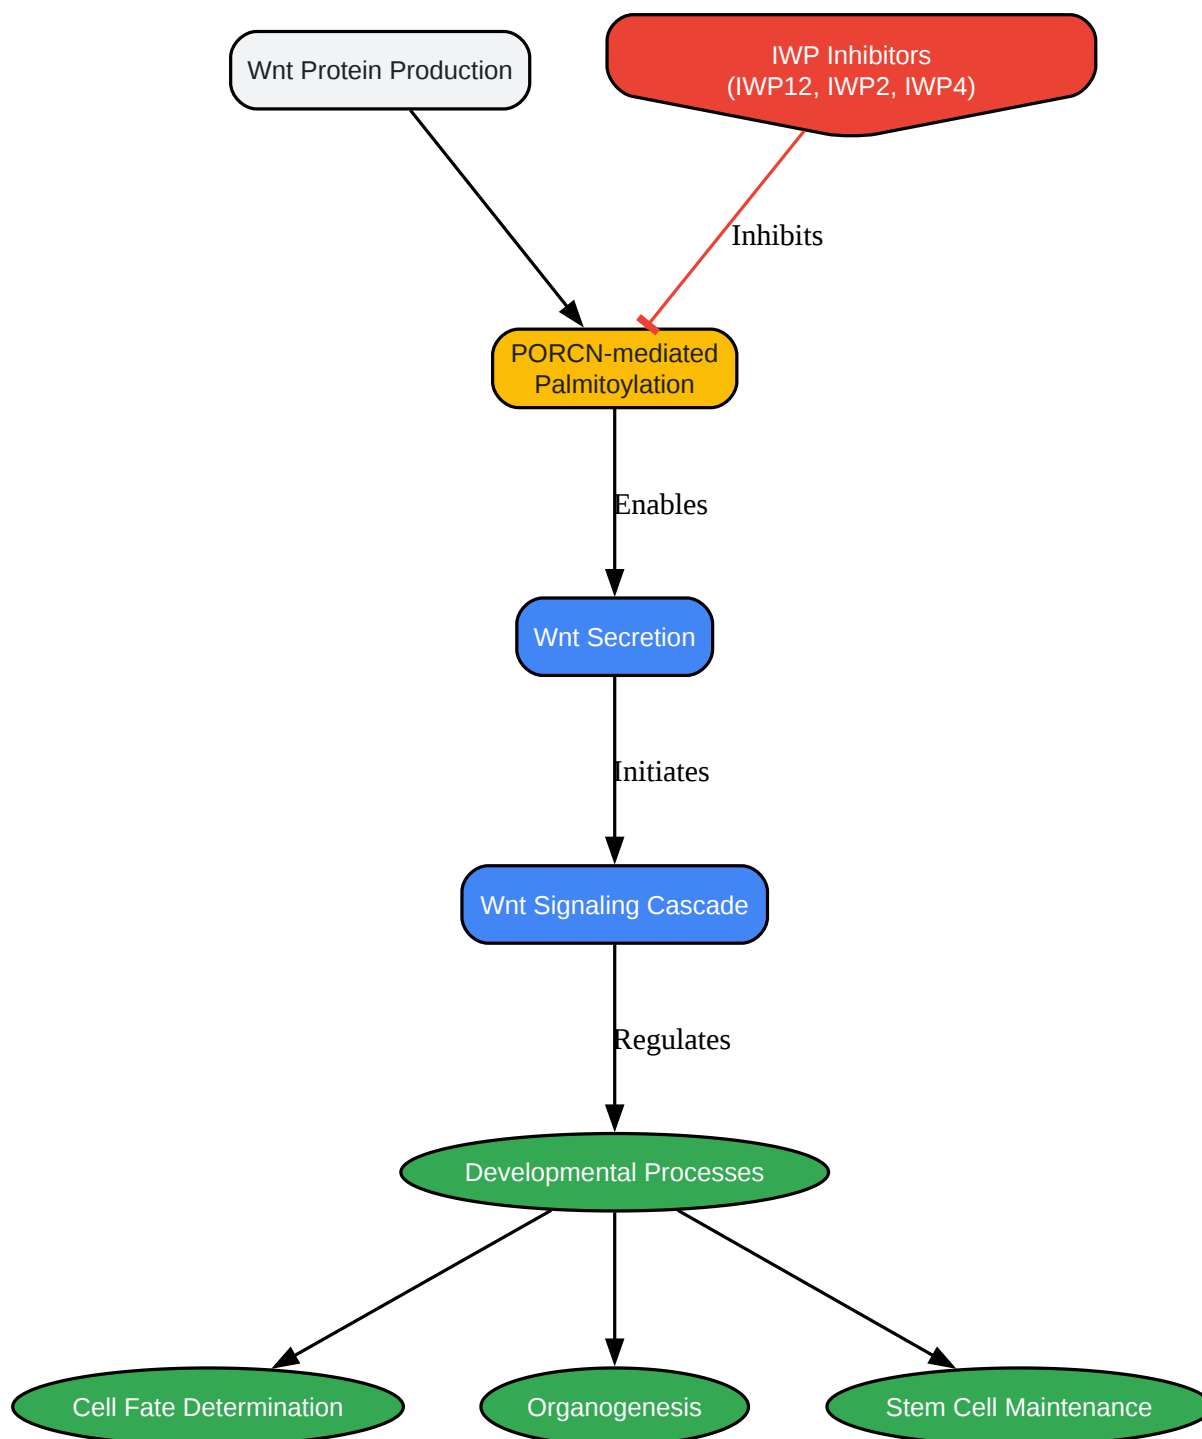 Wnt Protein Production
IWP Inhibitors
(IWP12, IWP2, IWP4)
Inhibits
PORCN-mediated
Palmitoylation
Enables
Wnt Secretion
Initiates
Wnt Signaling Cascade
Regulates
Developmental Processes
Cell Fate Determination
Organogenesis
Stem Cell Maintenance